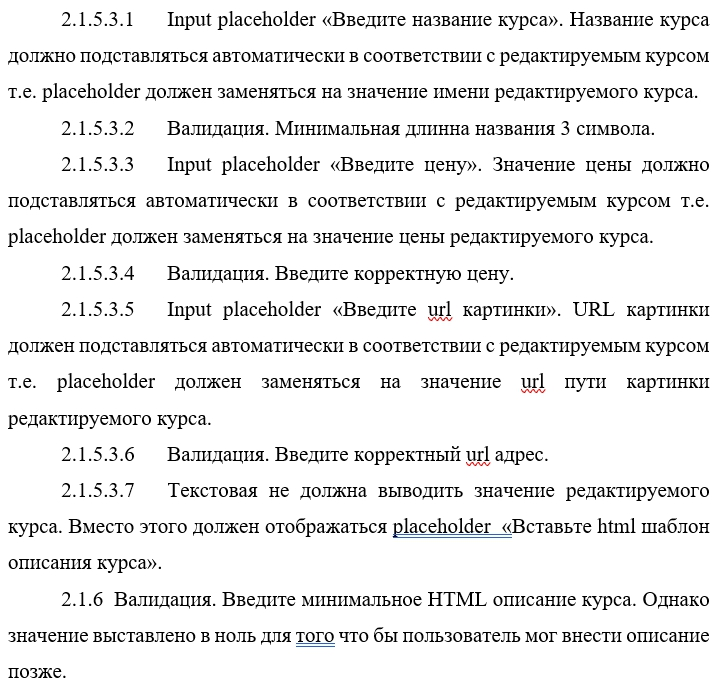 2.1.5.3.1 Input placeholder «Введите название курса». Название курса
должно подставляться автоматически в соответствии с редактируемым курсом
т.е. placeholder должен заменяться на значение имени редактируемого курса.
2.1.5.3.2 Валидация. Минимальная длинна названия 3 символа.
2.1.5.3.3 Input placeholder «Введите цену». Значение цены должно
подставляться автоматически в соответствии с редактируемым курсом т.е.
placeholder должен заменяться на значение цены редактируемого курса.
2.1.5.3.4 Валидация. Введите корректную цену.
2.1.5.3.5 Input placeholder «Введите url картинки». URL картинки
должен подставляться автоматически в соответствии с редактируемым курсом
т.е. placeholder должен заменяться на значение url пути картинки
редактируемого курса.
2.1.5.3.6 Валидация. Введите корректный url адрес.
2.1.5.3.7 Текстовая не должна выводить значение редактируемого
курса. Вместо этого должен отображаться placeholder «Вставьте html шаблон
описания курса».
2.1.6 Валидация. Введите минимальное HTML описание курса. Однако
значение выставлено в ноль для того что бы пользователь мог внести описание
позже.